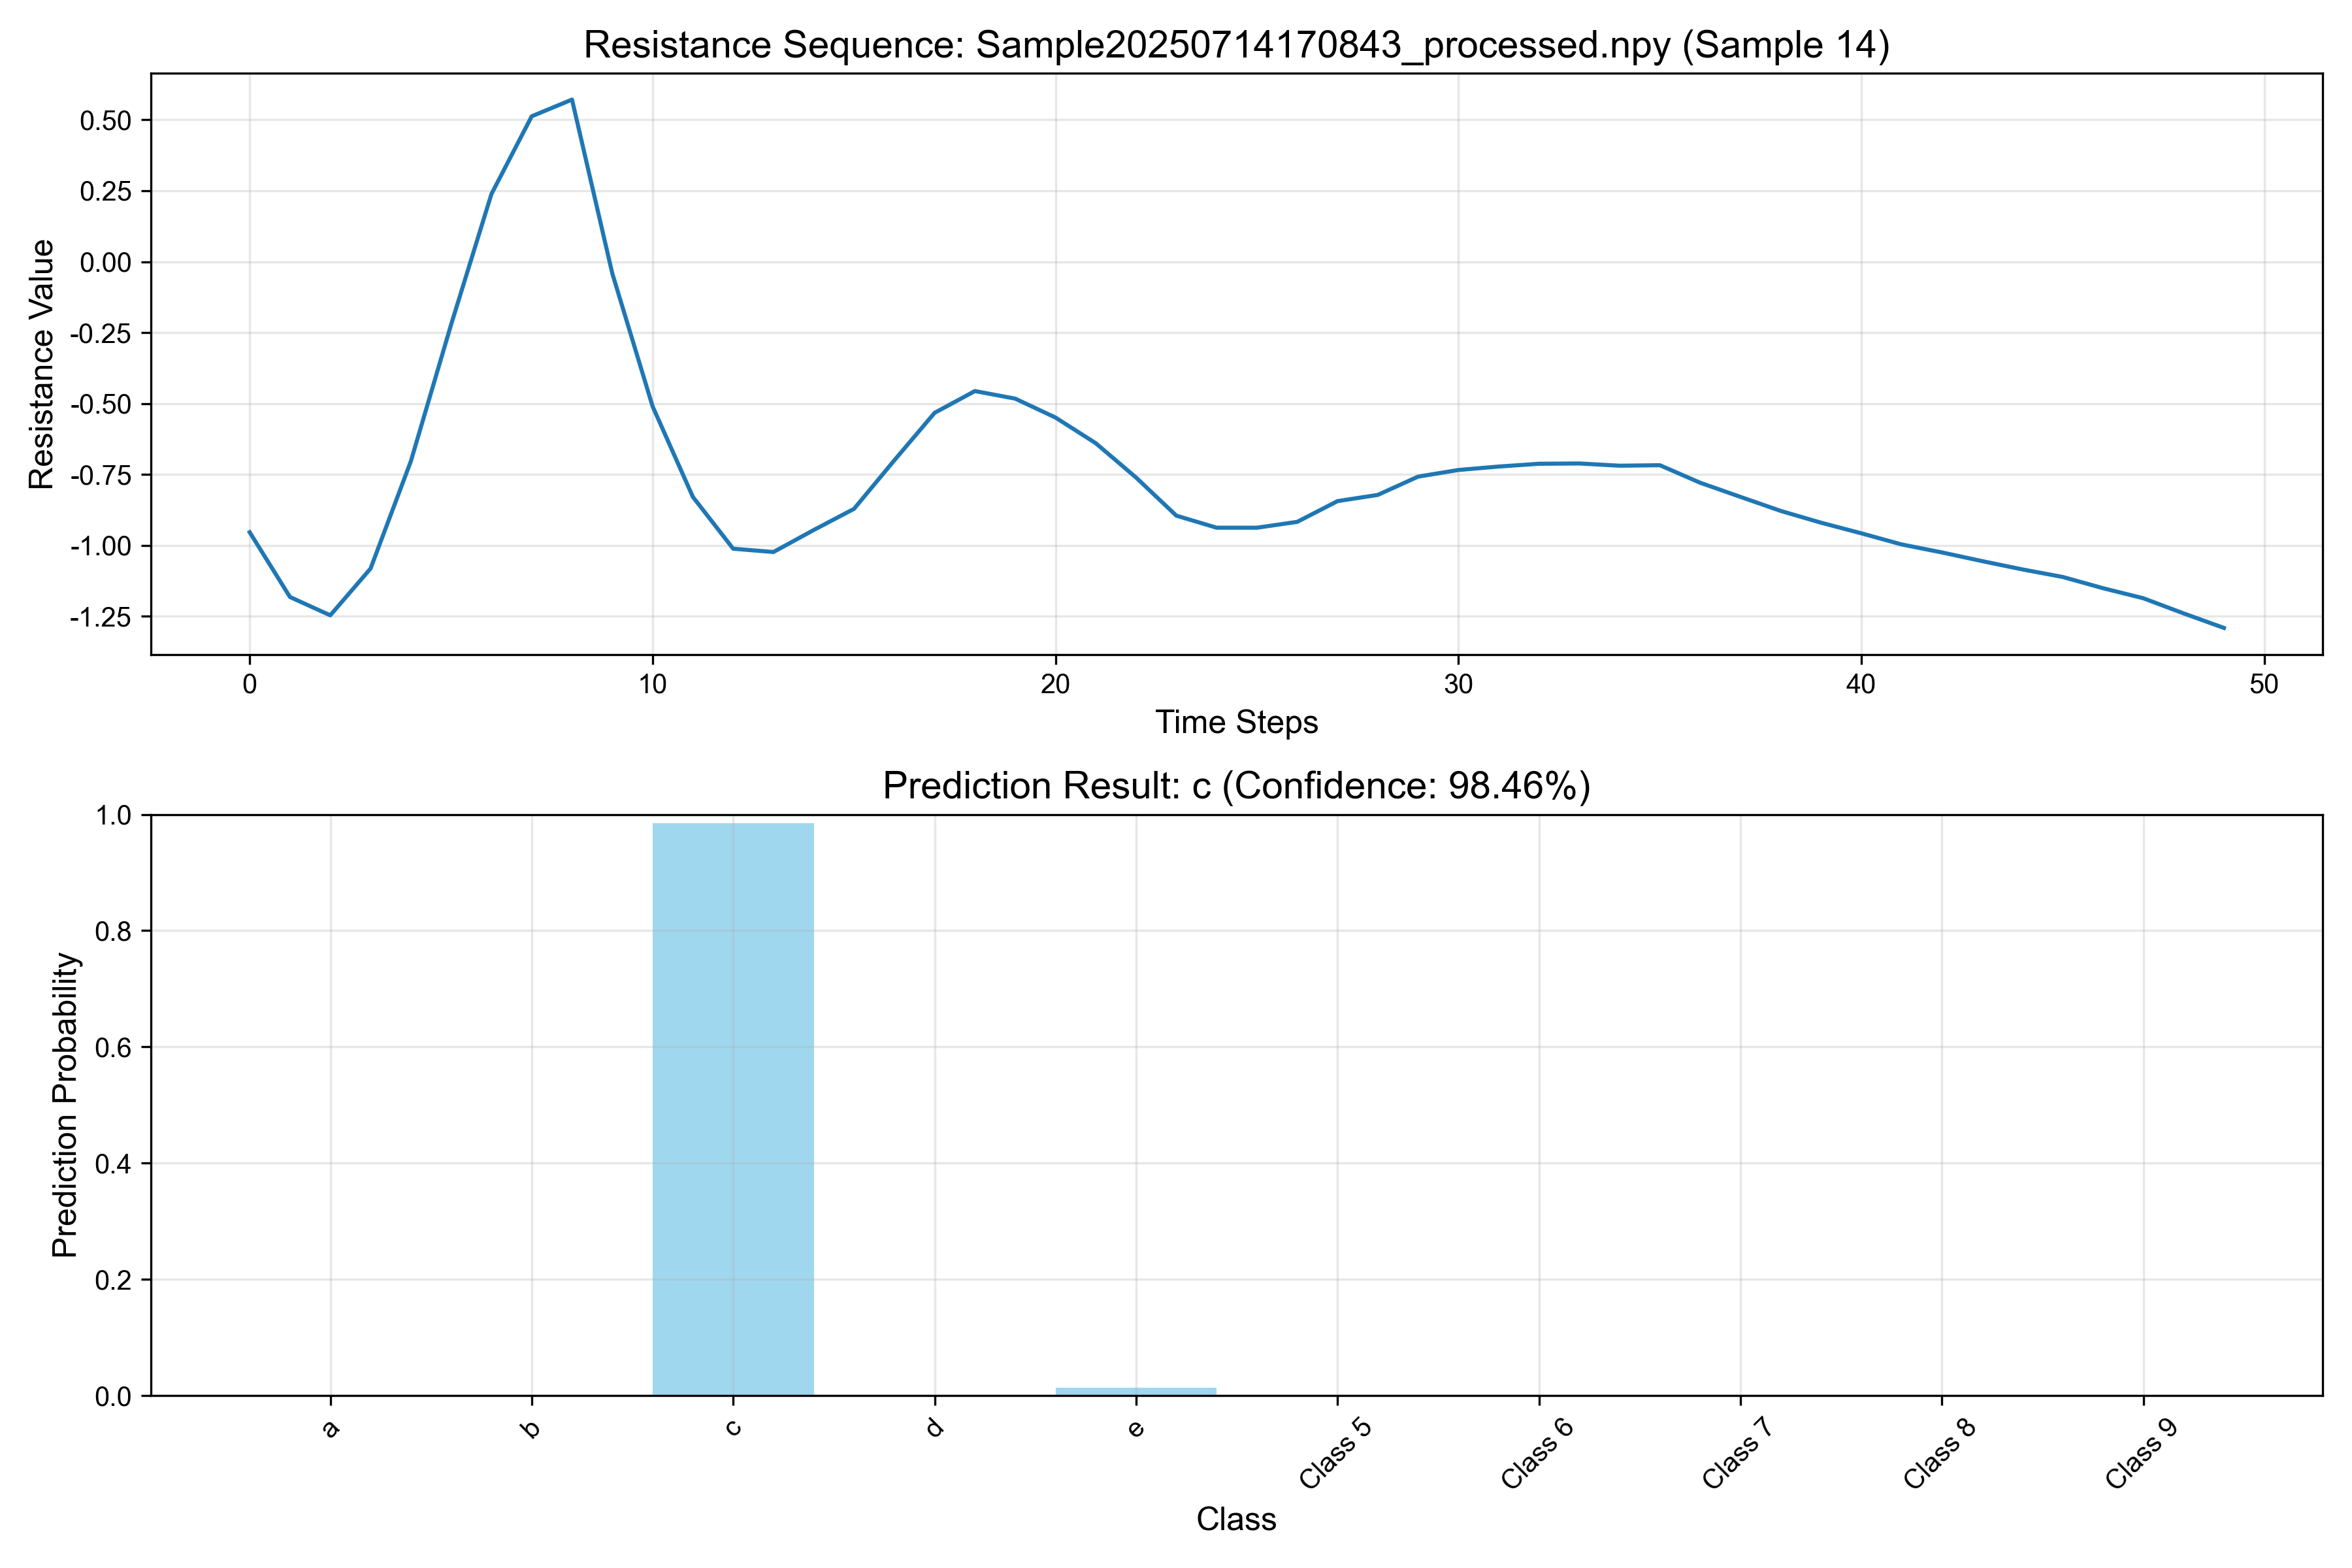 Resistance Sequence: Sample20250714170843_processed.npy (Sample 14)
Resistance Value
0.50
0.25
0.00
-0.25
-0.50
-0.75
-1.00
-1.25
0 10 20 30 40 50
Time Steps
Prediction Result: c (Confidence: 98.46%)
Prediction Probability
1.0
0.8
0.6
0.4
0.2
0.0
a b c d e Class 5 Class 6 Class 7 Class 8 Class 9
Class